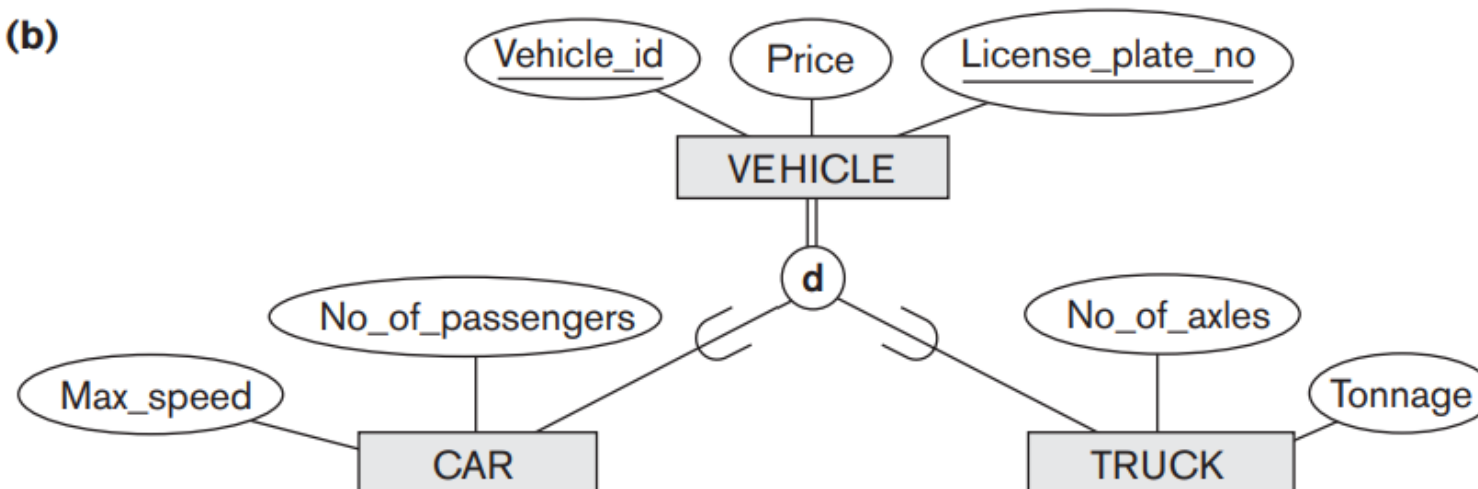 (b)
Vehicle_id
Price
License_plate_no
VEHICLE
d
No_of_passengers
No_of_axles
Max_speed
Tonnage
CAR
TRUCK